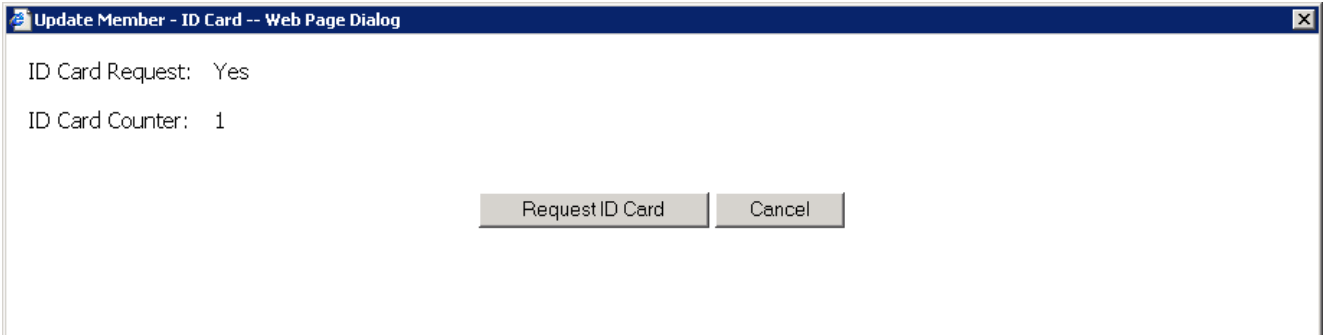 Update Member - ID Card -- Web Page Dialog
ID Card Request: Yes
ID Card Counter: 1
Request ID Card Cancel